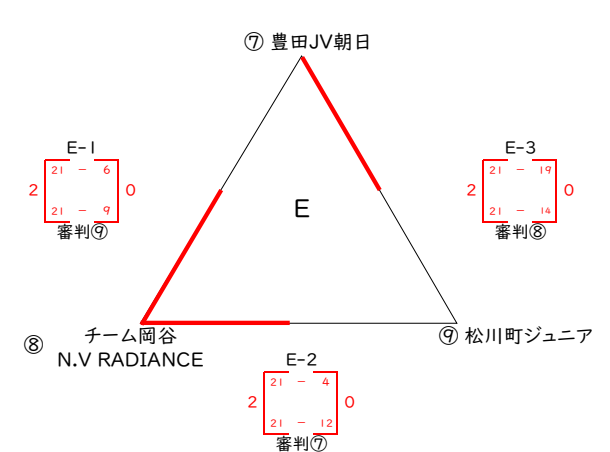 ⑦ 豊田JV朝日
E-1
21 - 6
2 0
21 - 9
審判⑨
E-3
21 - 19
2 0
21 - 14
審判⑧
E
⑧ チーム岡谷
N.V RADIANCE
⑨ 松川町ジュニア
E-2
21 - 4
2 0
21 - 12
審判⑦